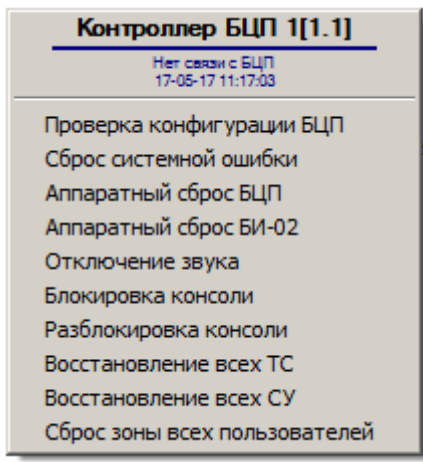 Контроллер БЦП 1[1.1]
Нет связи с БЦП
17-05-17 11:17:03
Проверка конфигурации БЦП
Сброс системной ошибки
Аппаратный сброс БЦП
Аппаратный сброс БИ-02
Отключение звука
Блокировка консоли
Разблокировка консоли
Восстановление всех ТС
Восстановление всех СУ
Сброс зоны всех пользователей